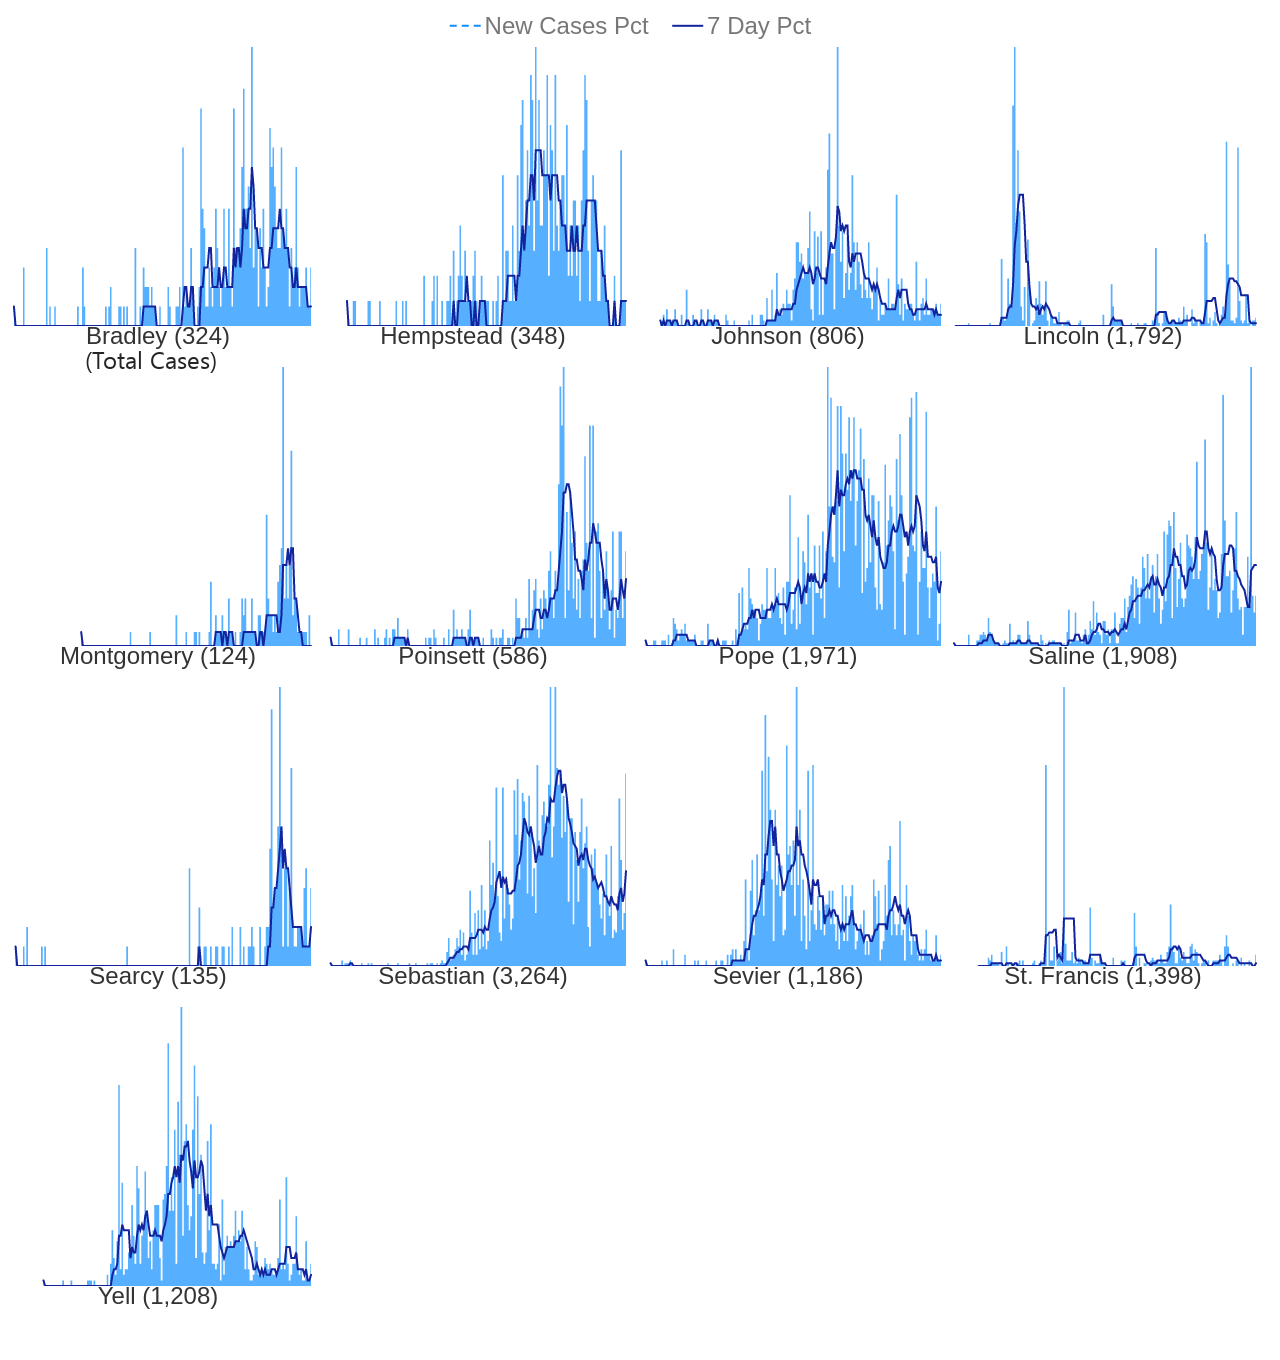 New Cases Pct 7 Day Pct
Bradley (324) Hempstead (348) Johnson (806) Lincoln (1,792)
(Total Cases)
Montgomery (124) Poinsett (586) Pope (1,971) Saline (1,908)
Searcy (135) Sebastian (3,264) Sevier (1,186) St. Francis (1,398)
Yell (1,208)